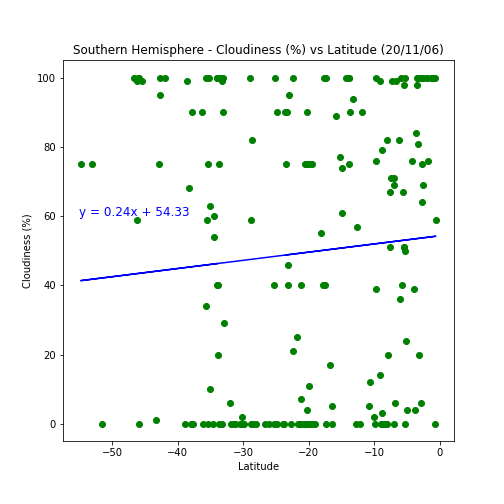 Southern Hemisphere - Cloudiness (%) vs Latitude (20/11/06)
100
80
y = 0.24x + 54.33
60
40
20
0
Cloudiness (%)
−50 −40 −30 −20 −10 0
Latitude